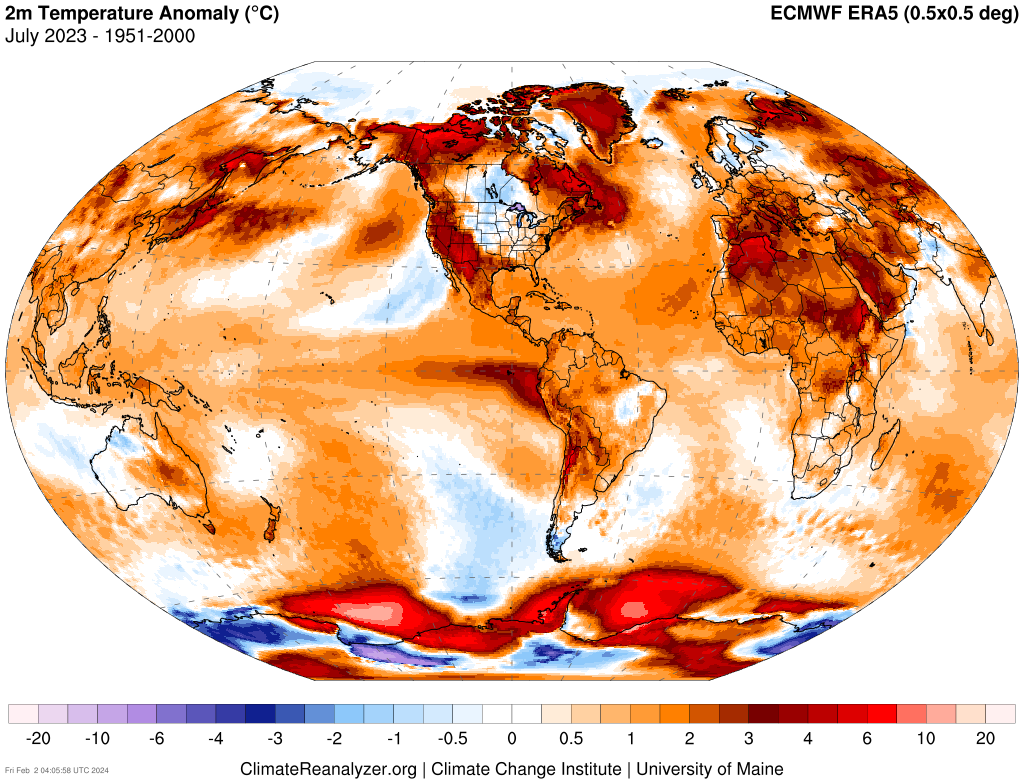 2m Temperature Anomaly (°C)
ECMWF ERA5 (0.5x0.5 deg)
July 2023 - 1951-2000
-20 -10 -6 -4 -3 -2 -1 -0.5 0 0.5 1 2 3 4 6 10 20
Fri Feb 2 04:05:58 UTC 2024
ClimateReanalyzer.org | Climate Change Institute | University of Maine